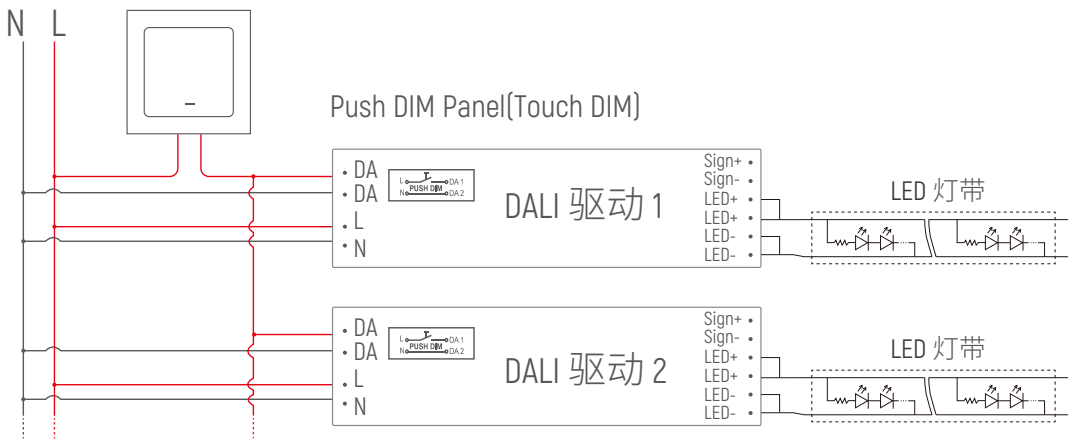 N L
Push DIM Panel(Touch DIM)
DA
DA
L
N
L DA 1
PUSH DIM
N DA 2
DALI 驱动 1
Sign+
Sign-
LED+
LED+
LED-
LED-
LED 灯带
DA
DA
L
N
L DA 1
PUSH DIM
N DA 2
DALI 驱动 2
Sign+
Sign-
LED+
LED+
LED-
LED-
LED 灯带